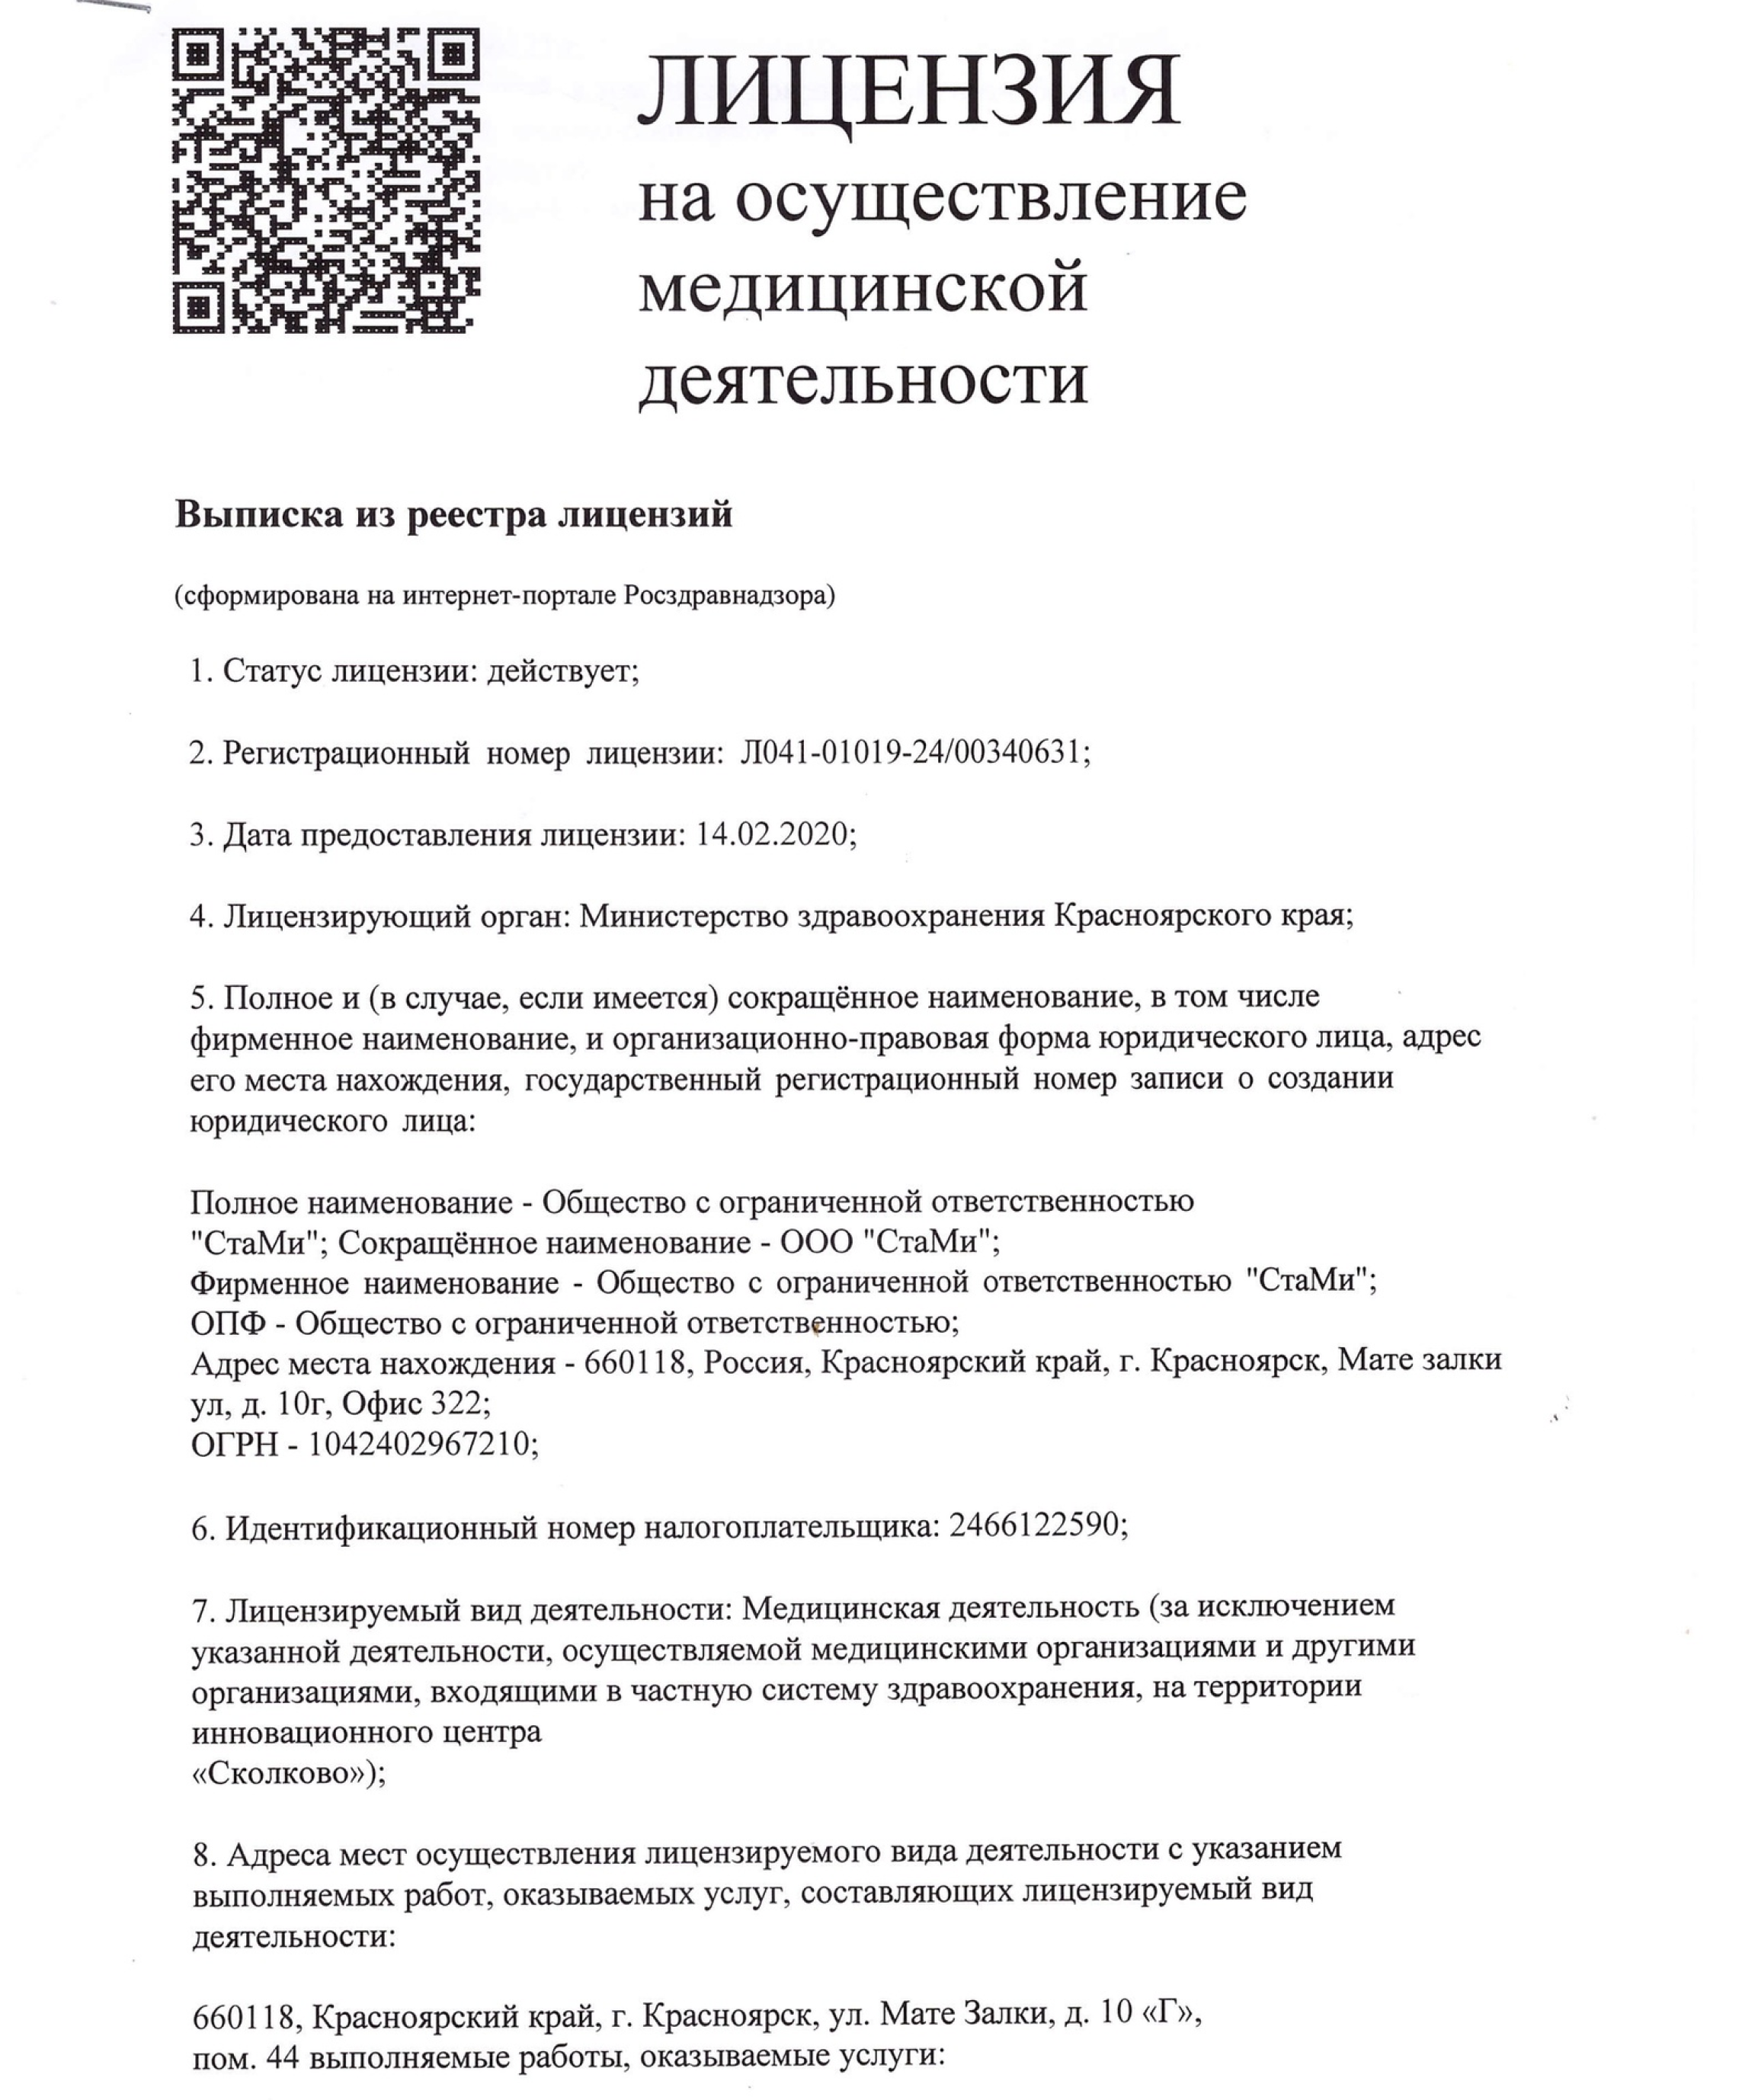 ЛИЦЕНЗИЯ
на осуществление
медицинской
деятельности
Выписка из реестра лицензий
(сформирована на интернет-портале Росздравнадзора)
1. Статус лицензии: действует;
2. Регистрационный номер лицензии: Л041-01019-24/00340631;
3. Дата предоставления лицензии: 14.02.2020;
4. Лицензирующий орган: Министерство здравоохранения Красноярского края;
5. Полное и (в случае, если имеется) сокращённое наименование, в том числе
фирменное наименование, и организационно-правовая форма юридического лица, адрес
его места нахождения, государственный регистрационный номер записи о создании
юридического лица:
Полное наименование - Общество с ограниченной ответственностью
"СтаМи"; Сокращённое наименование - ООО "СтаМи";
Фирменное наименование - Общество с ограниченной ответственностью "СтаМи";
ОПФ - Общество с ограниченной ответственностью;
Адрес места нахождения - 660118, Россия, Красноярский край, г. Красноярск, Мате залки
ул, д. 10г, Офис 322;
ОГРН - 1042402967210;
6. Идентификационный номер налогоплательщика: 2466122590;
7. Лицензируемый вид деятельности: Медицинская деятельность (за исключением
указанной деятельности, осуществляемой медицинскими организациями и другими
организациями, входящими в частную систему здравоохранения, на территории
инновационного центра
«Сколково»);
8. Адреса мест осуществления лицензируемого вида деятельности с указанием
выполняемых работ, оказываемых услуг, составляющих лицензируемый вид
деятельности:
660118, Красноярский край, г. Красноярск, ул. Мате Залки, д. 10 «Г»,
пом. 44 выполняемые работы, оказываемые услуги: